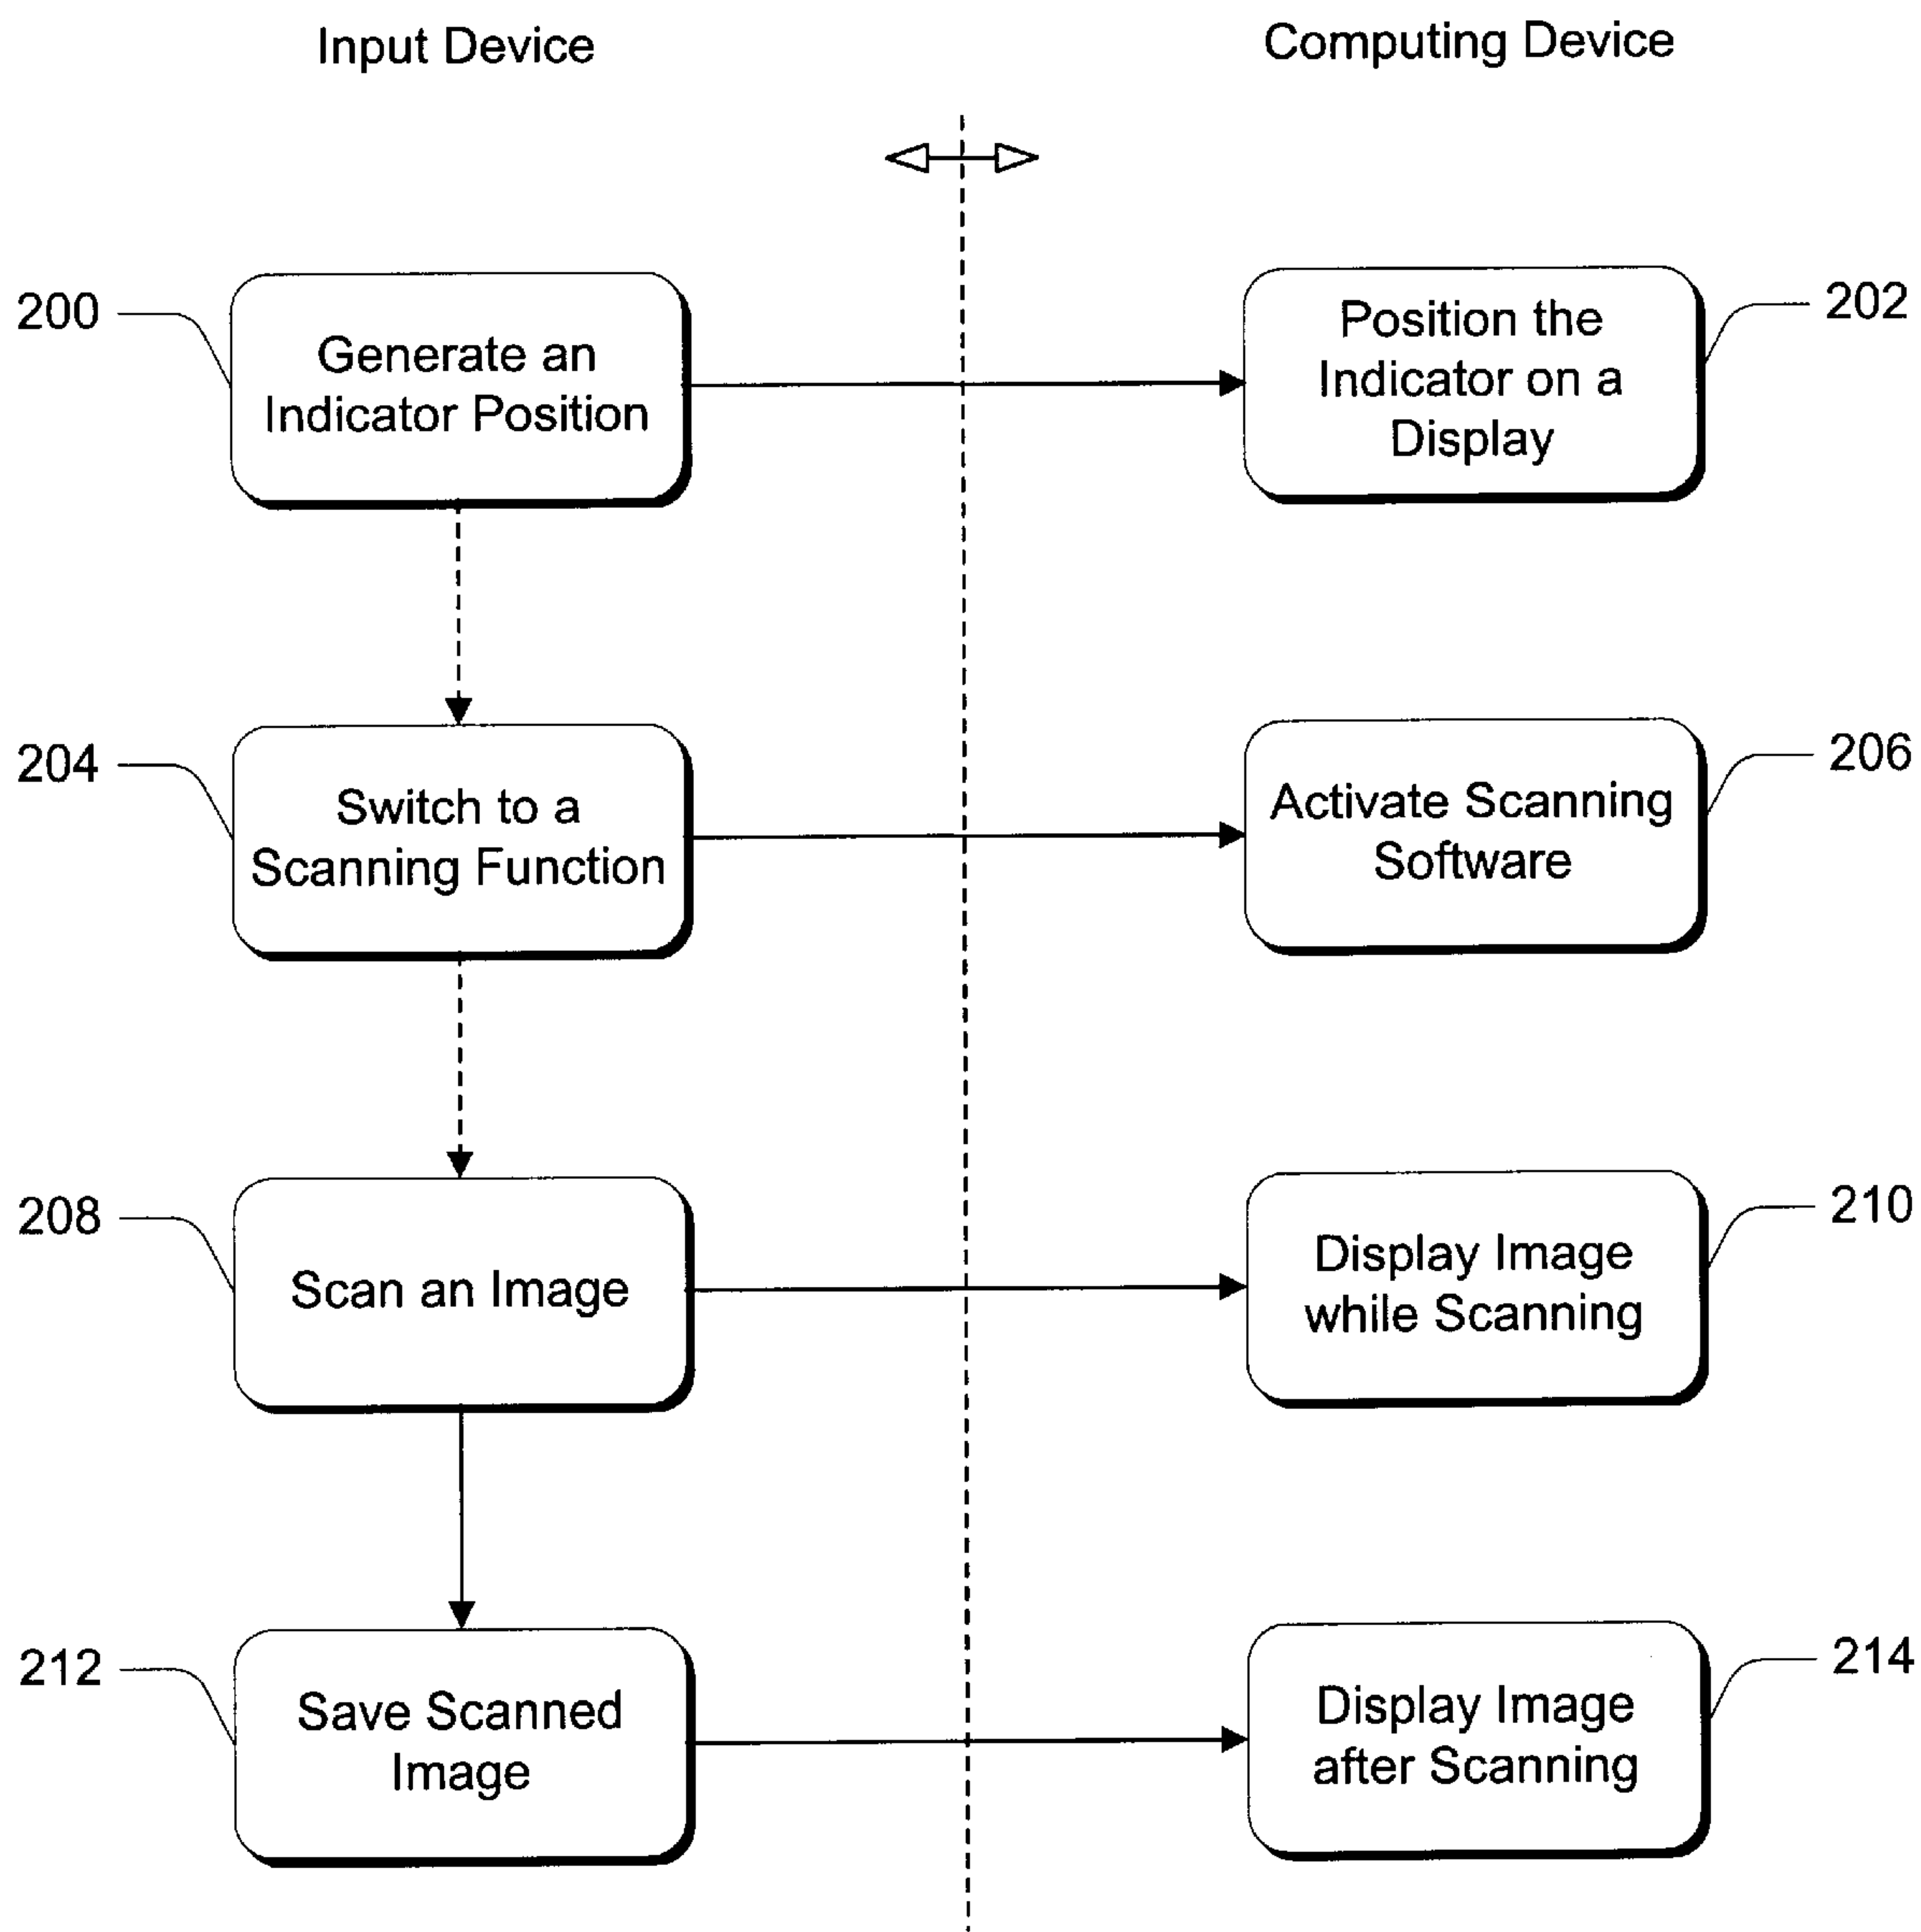 Input Device
Computing Device
200
Generate an
Indicator Position
Position the
Indicator on a
Display
202
204
Switch to a
Scanning Function
Activate Scanning
Software
206
208
Scan an Image
Display Image
while Scanning
210
212
Save Scanned
Image
Display Image
after Scanning
214